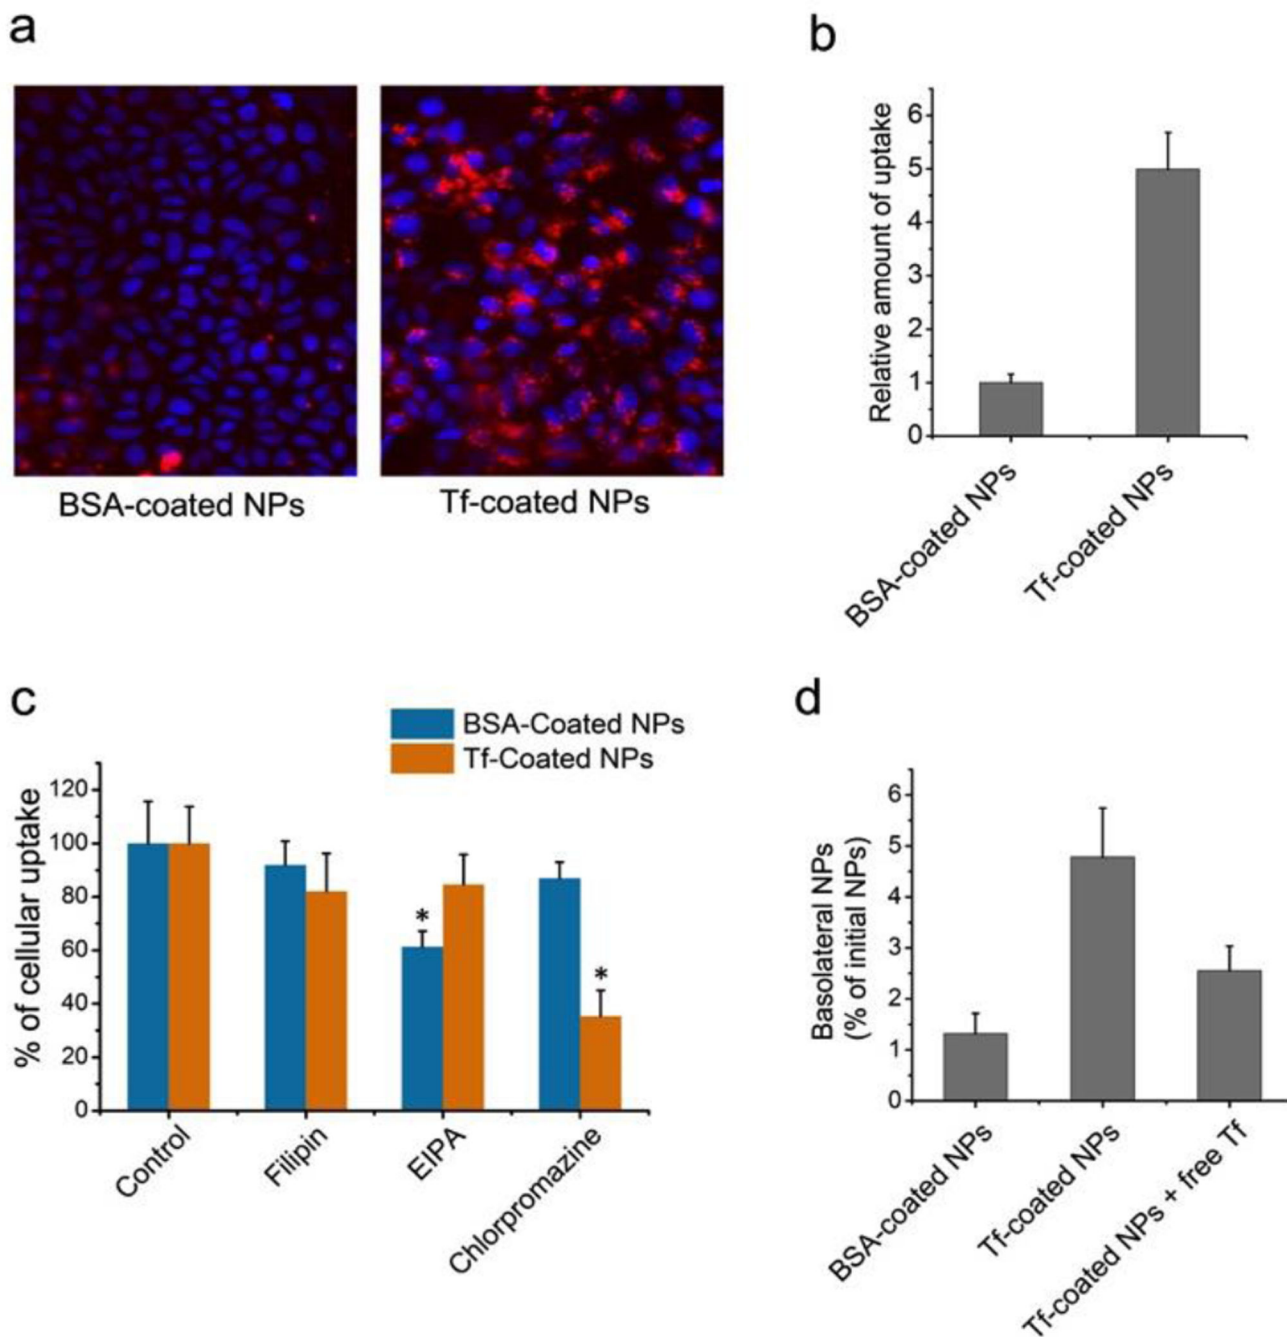 a
BSA-coated NPs
Tf-coated NPs
b
Relative amount of uptake
6
5
4
3
2
1
0
BSA-coated NPs
Tf-coated NPs
c
BSA-Coated NPs
Tf-Coated NPs
% of cellular uptake
120
100
80
60
40
20
0
*
*
Control
Filipin
EIPA
Chlorpromazine
d
Basolateral NPs
(% of initial NPs)
6
5
4
3
2
1
0
BSA-coated NPs
Tf-coated NPs
Tf-coated NPs + free Tf